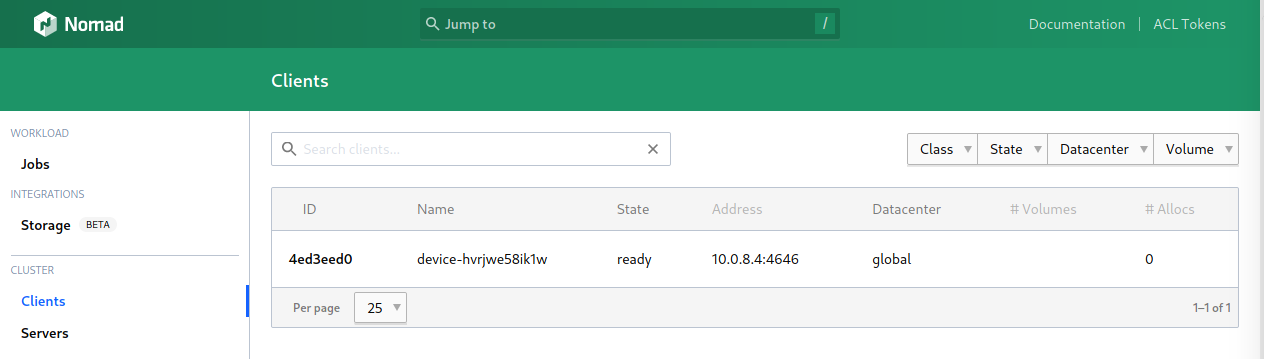 Nomad
Jump to /
Documentation | ACL Tokens
Clients
WORKLOAD
Jobs
INTEGRATIONS
Storage BETA
CLUSTER
Clients
Servers
Search clients...
Class State Datacenter Volume
ID Name State Address Datacenter # Volumes # Allocs
4ed3eed0 device-hvrjwe58ik1w ready 10.0.8.4:4646 global 0
Per page 25 1–1 of 1